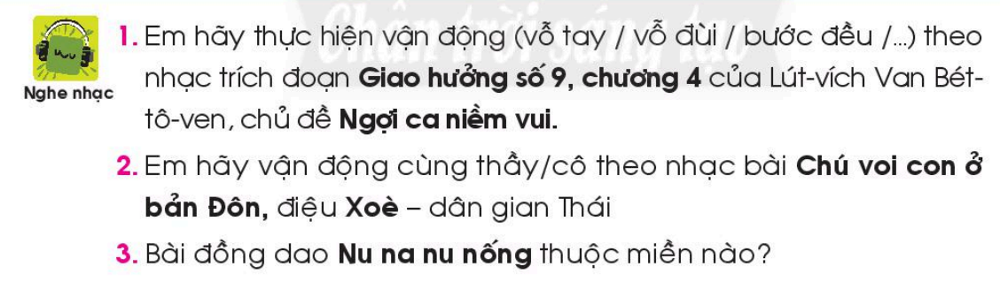 Chân trời sáng tạo
1. Em hãy thực hiện vận động (vỗ tay / vỗ đùi / bước đều /...) theo
nhạc trích đoạn Giao hưởng số 9, chương 4 của Lút-vích Van Bét-
tô-ven, chủ đề Ngợi ca niềm vui.
Nghe nhạc
2. Em hãy vận động cùng thầy/cô theo nhạc bài Chú voi con ở
bản Đôn, điệu Xoè – dân gian Thái
3. Bài đồng dao Nu na nu nống thuộc miền nào?